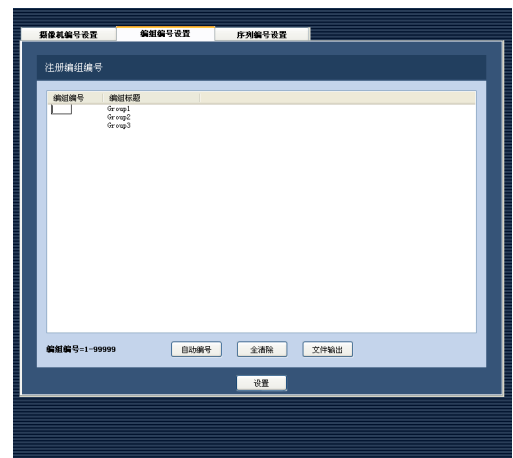 摄像机编号设置 编组编号设置 序列编号设置
注册编组编号
编组编号 编组标题
Group1
Group2
Group3
编组编号=1-99999 自动编号 全清除 文件输出
设置